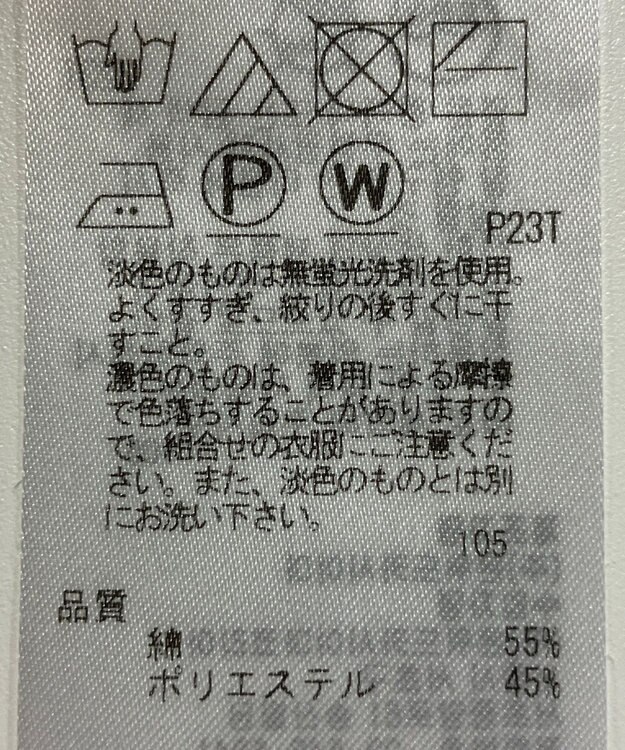 P W
P23T
淡色のものは無蛍光洗剤を使用。
よくすすぎ、絞りの後すぐに干
すこと。
濃色のものは、着用による摩擦
で色落ちすることがありますの
で、組合せの衣服にご注意くだ
さい。また、淡色のものとは別
にお洗い下さい。
105
品質
綿 55%
ポリエステル 45%